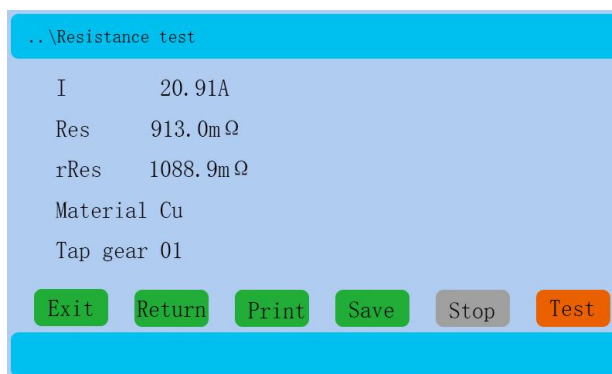 ..\Resistance test
I 20.91A
Res 913.0mΩ
rRes 1088.9mΩ
Material Cu
Tap gear 01
Exit Return Print Save Stop Test